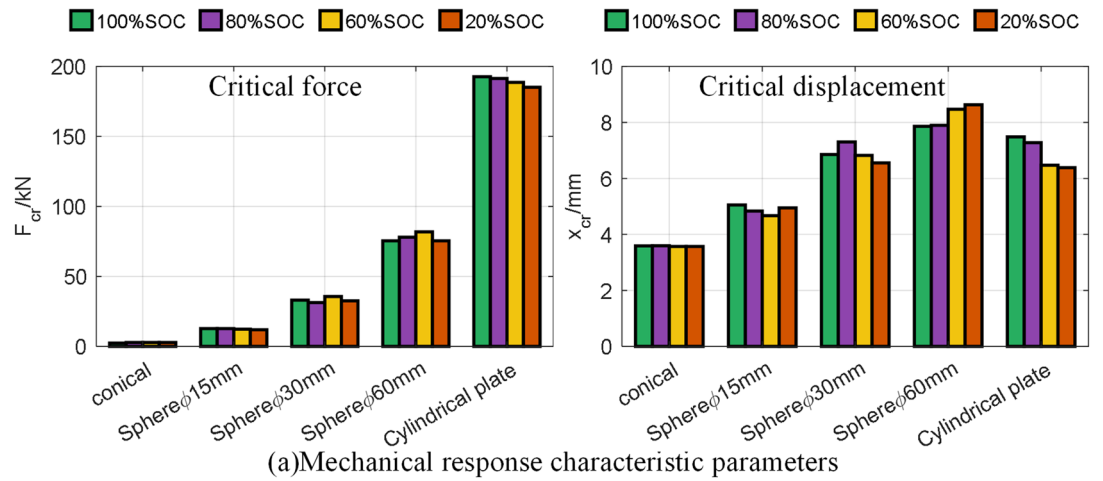 100%SOC 80%SOC 60%SOC 20%SOC
100%SOC 80%SOC 60%SOC 20%SOC
Critical force
F_cr/kN
200
150
100
50
0
conical
Sphereϕ15mm
Sphereϕ30mm
Sphereϕ60mm
Cylindrical plate
Critical displacement
x_cr/mm
10
8
6
4
2
0
conical
Sphereϕ15mm
Sphereϕ30mm
Sphereϕ60mm
Cylindrical plate
(a)Mechanical response characteristic parameters